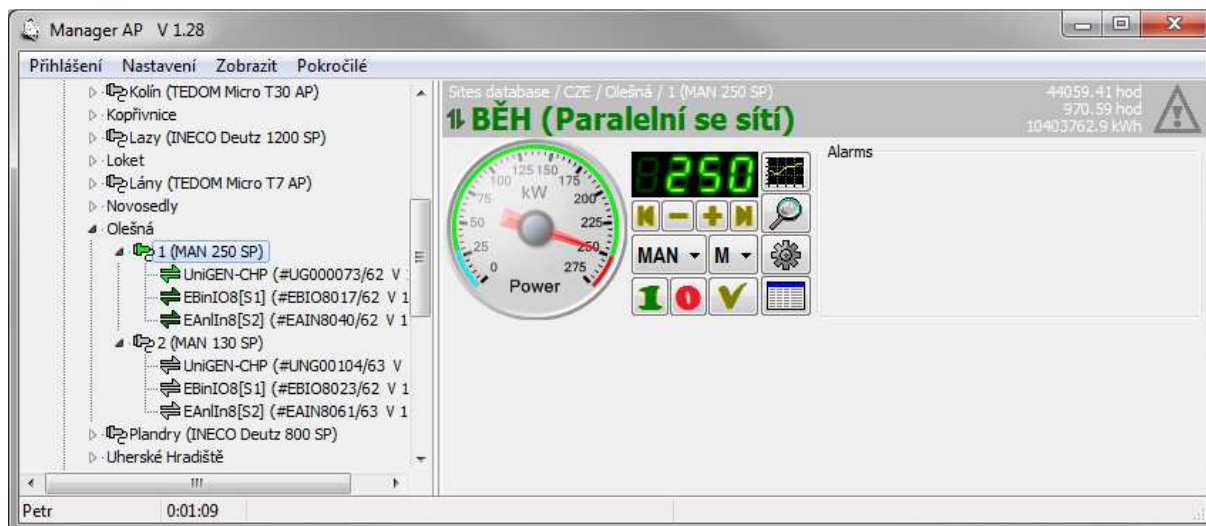 Manager AP V 1.28
Přihlášení Nastavení Zobrazit Pokročilé
Kolín (TEDOM Micro T30 AP)
Kopřivnice
Lazy (INECO Deutz 1200 SP)
Loket
Lány (TEDOM Micro T7 AP)
Novosedly
Olešná
1 (MAN 250 SP)
UniGEN-CHP (#UG000073/62 V 1
EBinIO8[S1] (#EBIO8017/62 V 1
EAnlIn8[S2] (#EAIN8040/62 V 1
2 (MAN 130 SP)
UniGEN-CHP (#UNG00104/63 V
EBinIO8[S1] (#EBIO8023/62 V 1
EAnlIn8[S2] (#EAIN8061/63 V 1
Plandry (INECO Deutz 800 SP)
Uherské Hradiště
Sites database / CZE / Olešná / 1 (MAN 250 SP)
BĚH (Paralelní se sítí)
44059.41 hod
970.59 hod
10403762.9 kWh
0 25 50 75 100 125 150 175 200 225 250 275
kW
Power
250
MAN M
Alarms
Petr 0:01:09